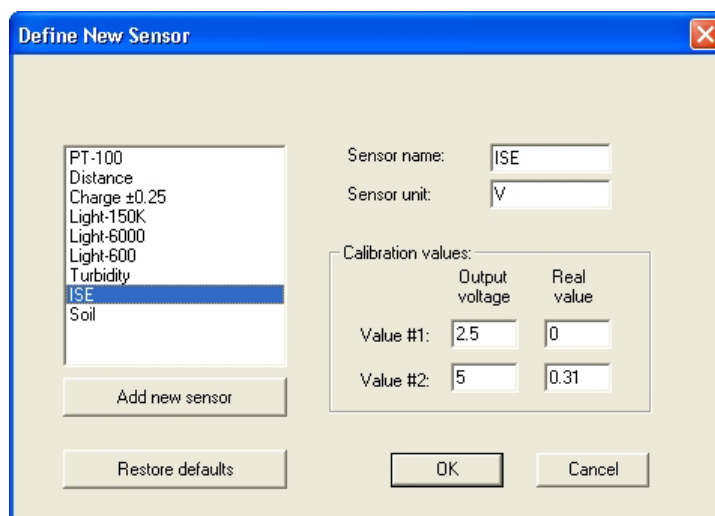 Define New Sensor
PT-100
Distance
Charge ±0.25
Light-150K
Light-6000
Light-600
Turbidity
ISE
Soil
Add new sensor
Restore defaults
Sensor name: ISE
Sensor unit: V
Calibration values:
Output voltage
Real value
Value #1: 2.5 0
Value #2: 5 0.31
OK
Cancel